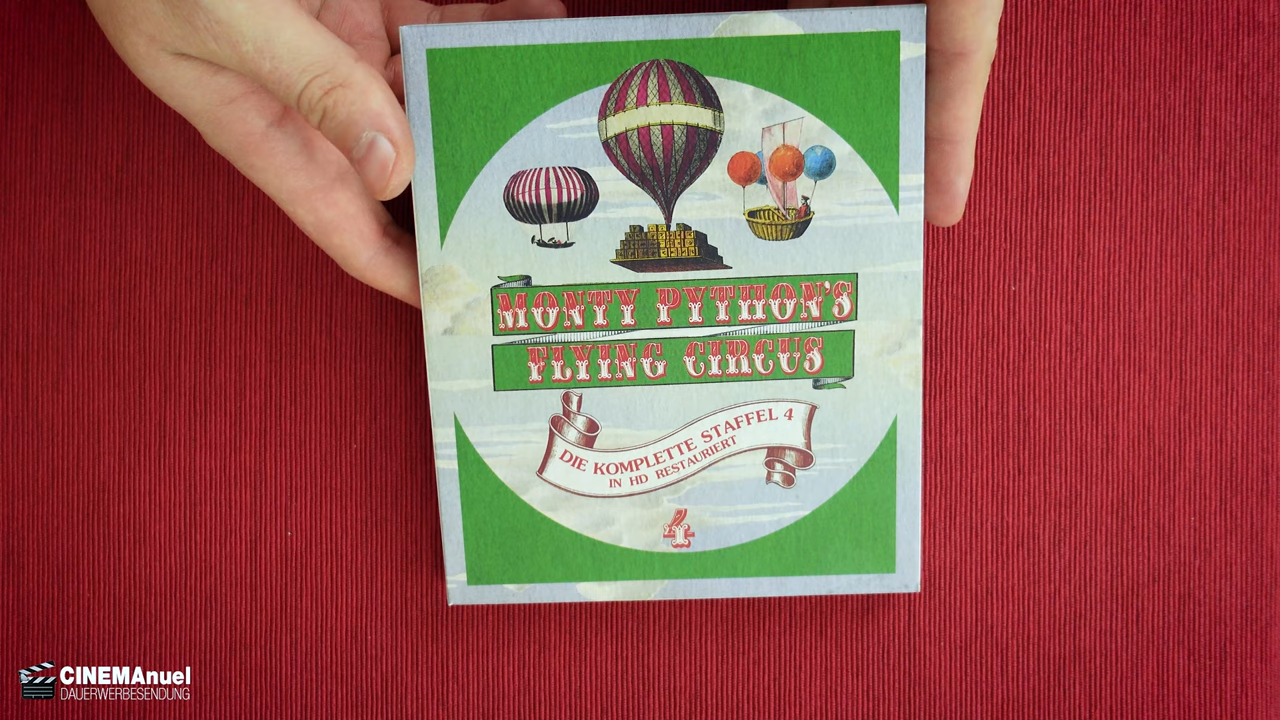 MONTY PYTHON'S
FLYING CIRCUS
DIE KOMPLETTE STAFFEL 4
IN HD RESTAURIERT
4
CINEMAnuel
DAUERWERBESENDUNG